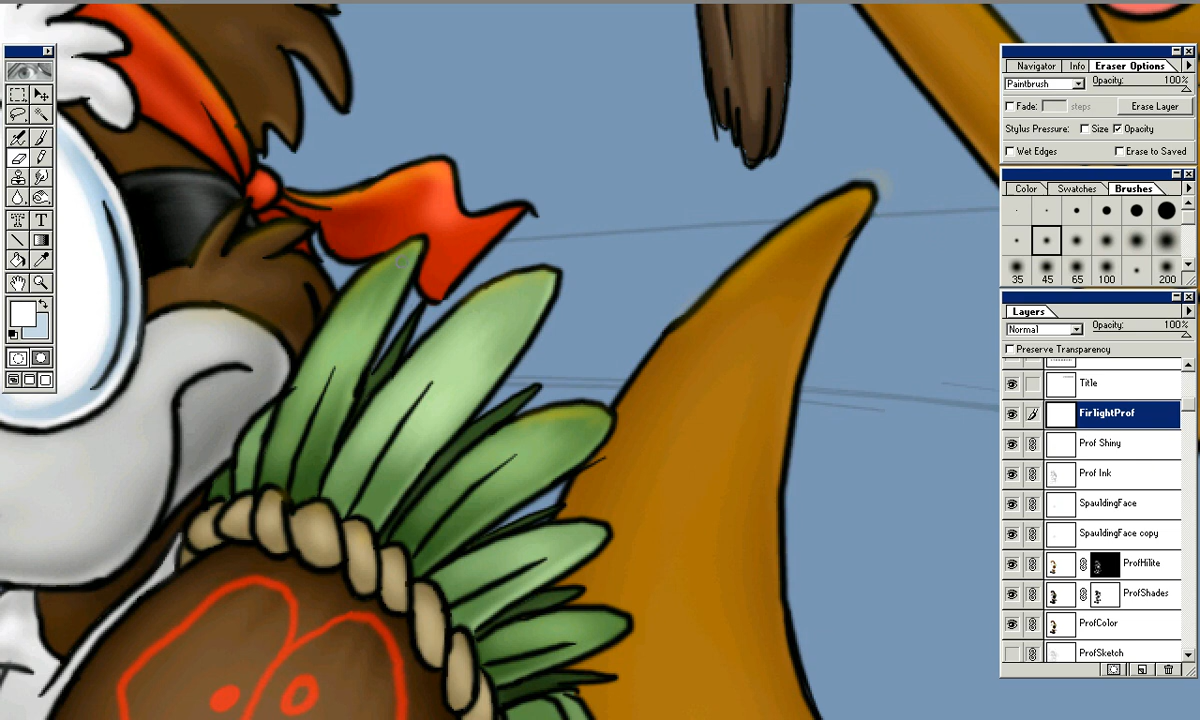 Navigator Info Eraser Options
Paintbrush Opacity: 100%
Fade: steps Erase Layer
Stylus Pressure: Size Opacity
Wet Edges Erase to Saved
Color Swatches Brushes
35 45 65 100 200
Layers
Normal Opacity: 100%
Preserve Transparency
Title
FirlightProf
Prof Shiny
Prof Ink
SpauldingFace
SpauldingFace copy
ProfHilite
ProfShades
ProfColor
ProfSketch
T T